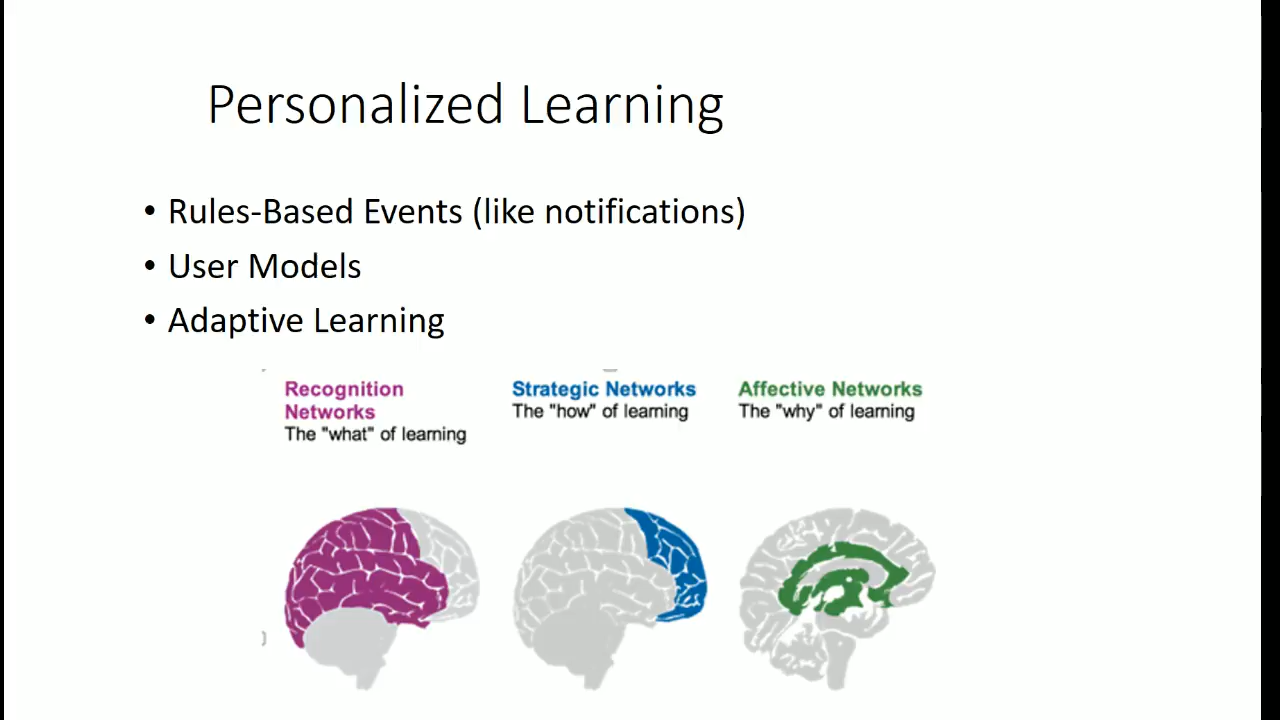 Personalized Learning
• Rules-Based Events (like notifications)
• User Models
• Adaptive Learning
Recognition
Networks
The "what" of learning
Strategic Networks
The "how" of learning
Affective Networks
The "why" of learning